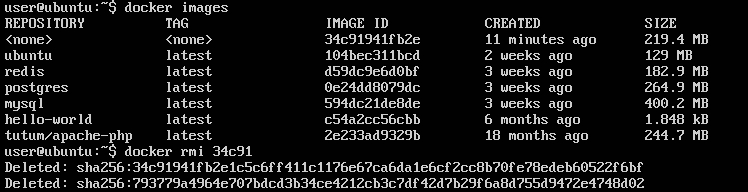 user@ubuntu:~$ docker images
REPOSITORY TAG IMAGE ID CREATED SIZE
<none> <none> 34c91941fb2e 11 minutes ago 219.4 MB
ubuntu latest 104bec311bcd 2 weeks ago 129 MB
redis latest d59dc9e6d0bf 3 weeks ago 182.9 MB
postgres latest 0e24dd8079dc 3 weeks ago 264.9 MB
mysql latest 594dc21de8de 3 weeks ago 400.2 MB
hello-world latest c54a2cc56cbb 6 months ago 1.848 kB
tutum/apache-php latest 2e233ad9329b 18 months ago 244.7 MB
user@ubuntu:~$ docker rmi 34c91
Deleted: sha256:34c91941fb2e1c5c6ff411c1176e67ca6da1e6cf2cc8b70fe78edeb60522f6bf
Deleted: sha256:793779a4964e707bdcd3b34ce4212cb3c7df42d7b29f6a8d755d9472e4748d02